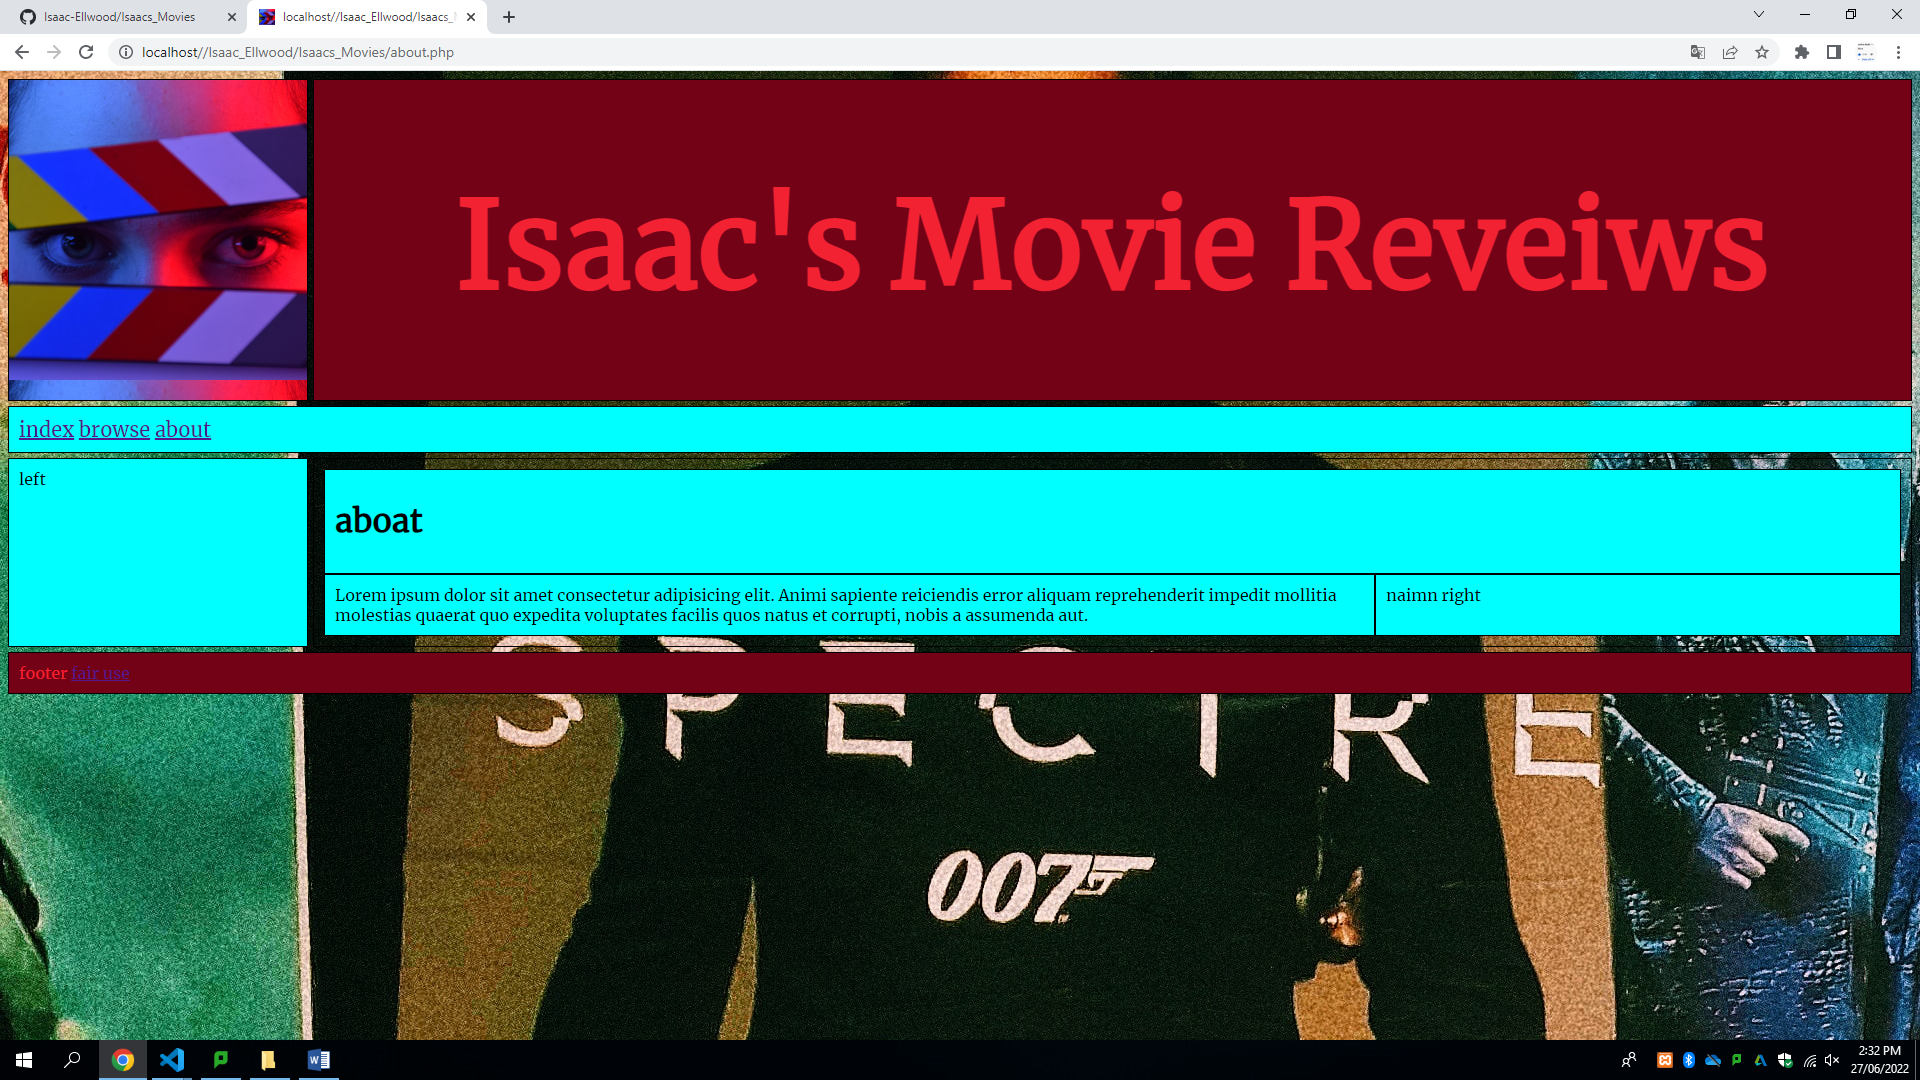 Isaac-Ellwood/Isaacs_Movies
localhost//Isaac_Ellwood/Isaacs_
localhost//Isaac_Ellwood/Isaacs_Movies/about.php
Isaac's Movie Reveiws
index browse about
left
aboat
Lorem ipsum dolor sit amet consectetur adipisicing elit. Animi sapiente reiciendis error aliquam reprehenderit impedit mollitia
molestias quaerat quo expedita voluptates facilis quos natus et corrupti, nobis a assumenda aut.
naimn right
footer fair use
SPECTRE
007
2:32 PM
27/06/2022